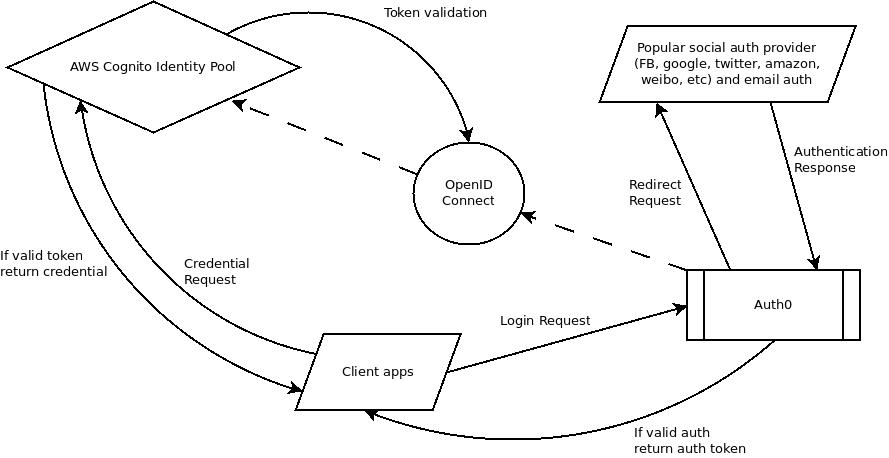 Token validation
AWS Cognito Identity Pool
Popular social auth provider
(FB, google, twitter, amazon,
weibo, etc) and email auth
OpenID
Connect
Authentication
Response
Redirect
Request
If valid token
return credential
Credential
Request
Auth0
Login Request
Client apps
If valid auth
return auth token